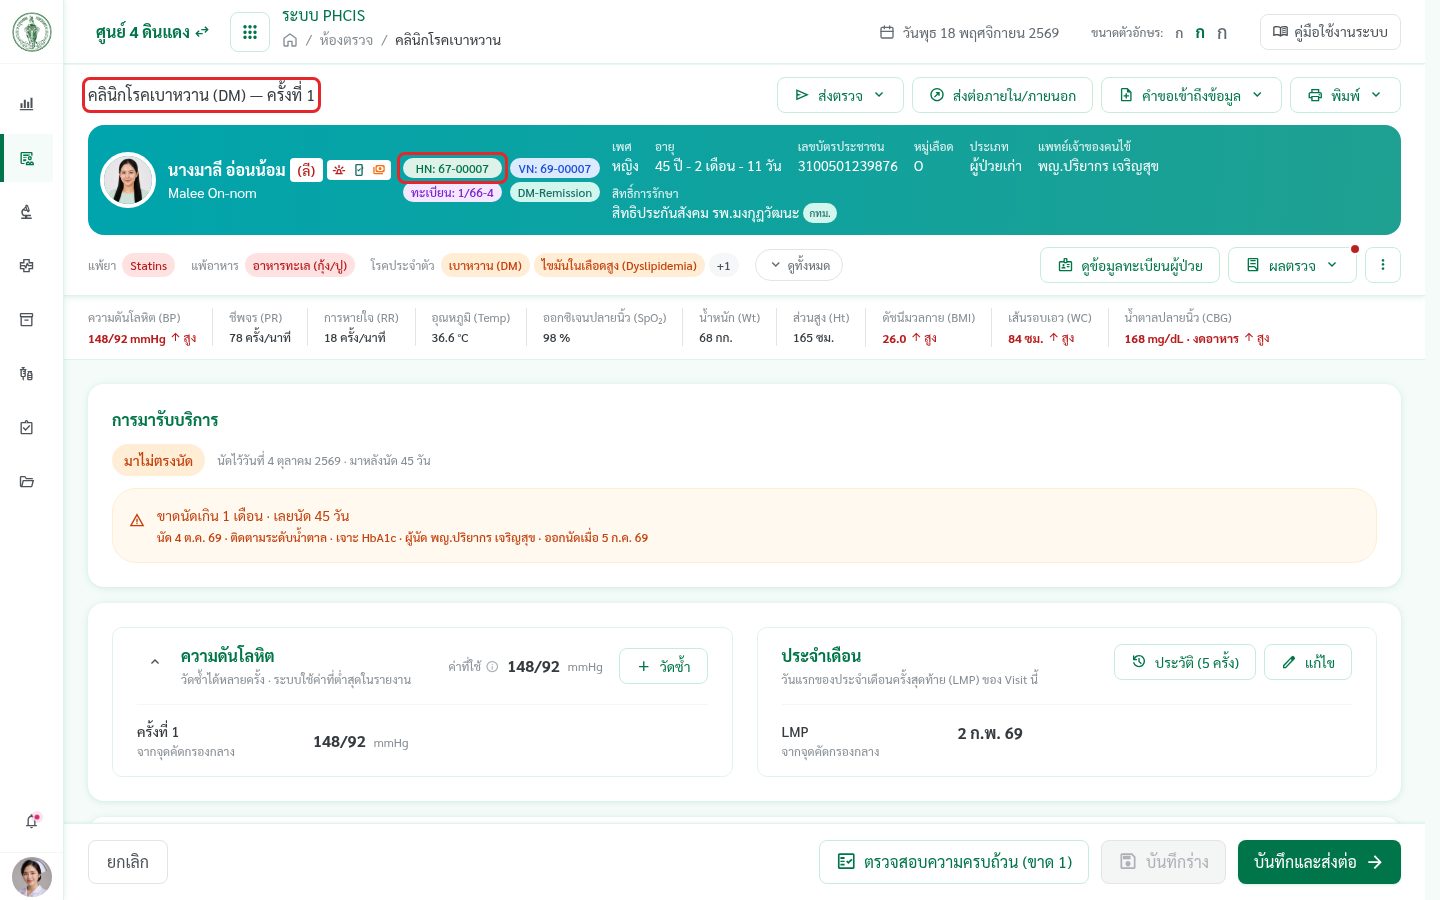 ศูนย์ 4 ดินแดง
ระบบ PHCIS
/ ห้องตรวจ / คลินิกโรคเบาหวาน
วันพุธ 18 พฤศจิกายน 2569
ขนาดตัวอักษร: ก ก ก
คู่มือใช้งานระบบ
คลินิกโรคเบาหวาน (DM) — ครั้งที่ 1
ส่งตรวจ
ส่งต่อภายใน/ภายนอก
คำขอเข้าถึงข้อมูล
พิมพ์
นางมาลี อ่อนน้อม (ลี)
Malee On-nom
HN: 67-00007
VN: 69-00007
ทะเบียน: 1/66-4
DM-Remission
เพศ
หญิง
อายุ
45 ปี - 2 เดือน - 11 วัน
เลขบัตรประชาชน
3100501239876
หมู่เลือด
O
ประเภท
ผู้ป่วยเก่า
แพทย์เจ้าของคนไข้
พญ.ปริยากร เจริญสุข
สิทธิ์การรักษา
สิทธิประกันสังคม รพ.มงกุฎวัฒนะ กทม.
แพ้ยา Statins
แพ้อาหาร อาหารทะเล (กุ้ง/ปู)
โรคประจำตัว เบาหวาน (DM) ไขมันในเลือดสูง (Dyslipidemia) +1
ดูทั้งหมด
ดูข้อมูลทะเบียนผู้ป่วย
ผลตรวจ
ความดันโลหิต (BP)
148/92 mmHg ↑ สูง
ชีพจร (PR)
78 ครั้ง/นาที
การหายใจ (RR)
18 ครั้ง/นาที
อุณหภูมิ (Temp)
36.6 °C
ออกซิเจนปลายนิ้ว (SpO₂)
98 %
น้ำหนัก (Wt)
68 กก.
ส่วนสูง (Ht)
165 ซม.
ดัชนีมวลกาย (BMI)
26.0 ↑ สูง
เส้นรอบเอว (WC)
84 ซม. ↑ สูง
น้ำตาลปลายนิ้ว (CBG)
168 mg/dL · งดอาหาร ↑ สูง
การมารับบริการ
มาไม่ตรงนัด นัดไว้วันที่ 4 ตุลาคม 2569 · มาหลังนัด 45 วัน
ขาดนัดเกิน 1 เดือน · เลยนัด 45 วัน
นัด 4 ต.ค. 69 · ติดตามระดับน้ำตาล · เจาะ HbA1c · ผู้นัด พญ.ปริยากร เจริญสุข · ออกนัดเมื่อ 5 ก.ค. 69
ความดันโลหิต
วัดซ้ำได้หลายครั้ง · ระบบใช้ค่าที่ต่ำสุดในรายงาน
ค่าที่ใช้ 148/92 mmHg
+ วัดซ้ำ
ครั้งที่ 1
จากจุดคัดกรองกลาง
148/92 mmHg
ประจำเดือน
วันแรกของประจำเดือนครั้งสุดท้าย (LMP) ของ Visit นี้
ประวัติ (5 ครั้ง)
แก้ไข
LMP
จากจุดคัดกรองกลาง
2 ก.พ. 69
ยกเลิก
ตรวจสอบความครบถ้วน (ขาด 1)
บันทึกร่าง
บันทึกและส่งต่อ →